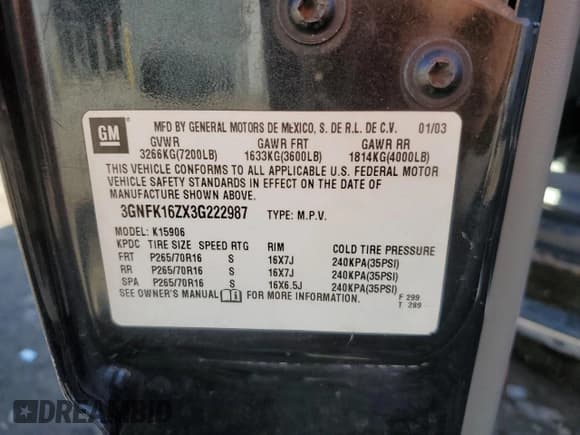 GM
MFD BY GENERAL MOTORS DE MEXICO, S. DE R.L. DE C.V. 01/03
GVWR GAWR FRT GAWR RR
3266KG(7200LB) 1633KG(3600LB) 1814KG(4000LB)
THIS VEHICLE CONFORMS TO ALL APPLICABLE U.S. FEDERAL MOTOR
VEHICLE SAFETY STANDARDS IN EFFECT ON THE DATE OF
MANUFACTURE SHOWN ABOVE.
3GNFK16ZX3G222987 TYPE: M.P.V.
MODEL: K15906
KPDC TIRE SIZE SPEED RTG RIM COLD TIRE PRESSURE
FRT P265/70R16 S 16X7J 240KPA(35PSI)
RR P265/70R16 S 16X7J 240KPA(35PSI)
SPA P265/70R16 S 16X6.5J 240KPA(35PSI)
SEE OWNER'S MANUAL FOR MORE INFORMATION.
F 299
T 289
DREAMBID